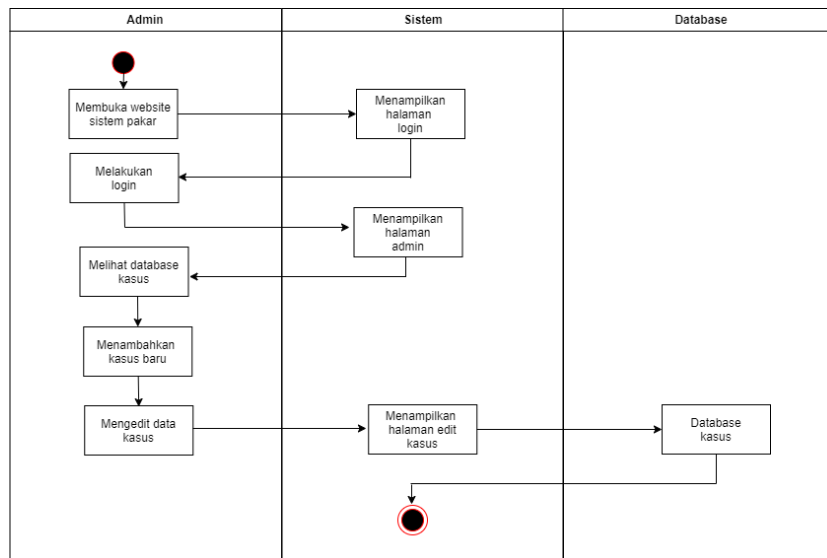 Admin
Sistem
Database
Membuka website
sistem pakar
Menampilkan
halaman
login
Melakukan
login
Menampilkan
halaman
admin
Melihat database
kasus
Menambahkan
kasus baru
Mengedit data
kasus
Menampilkan
halaman edit
kasus
Database
kasus